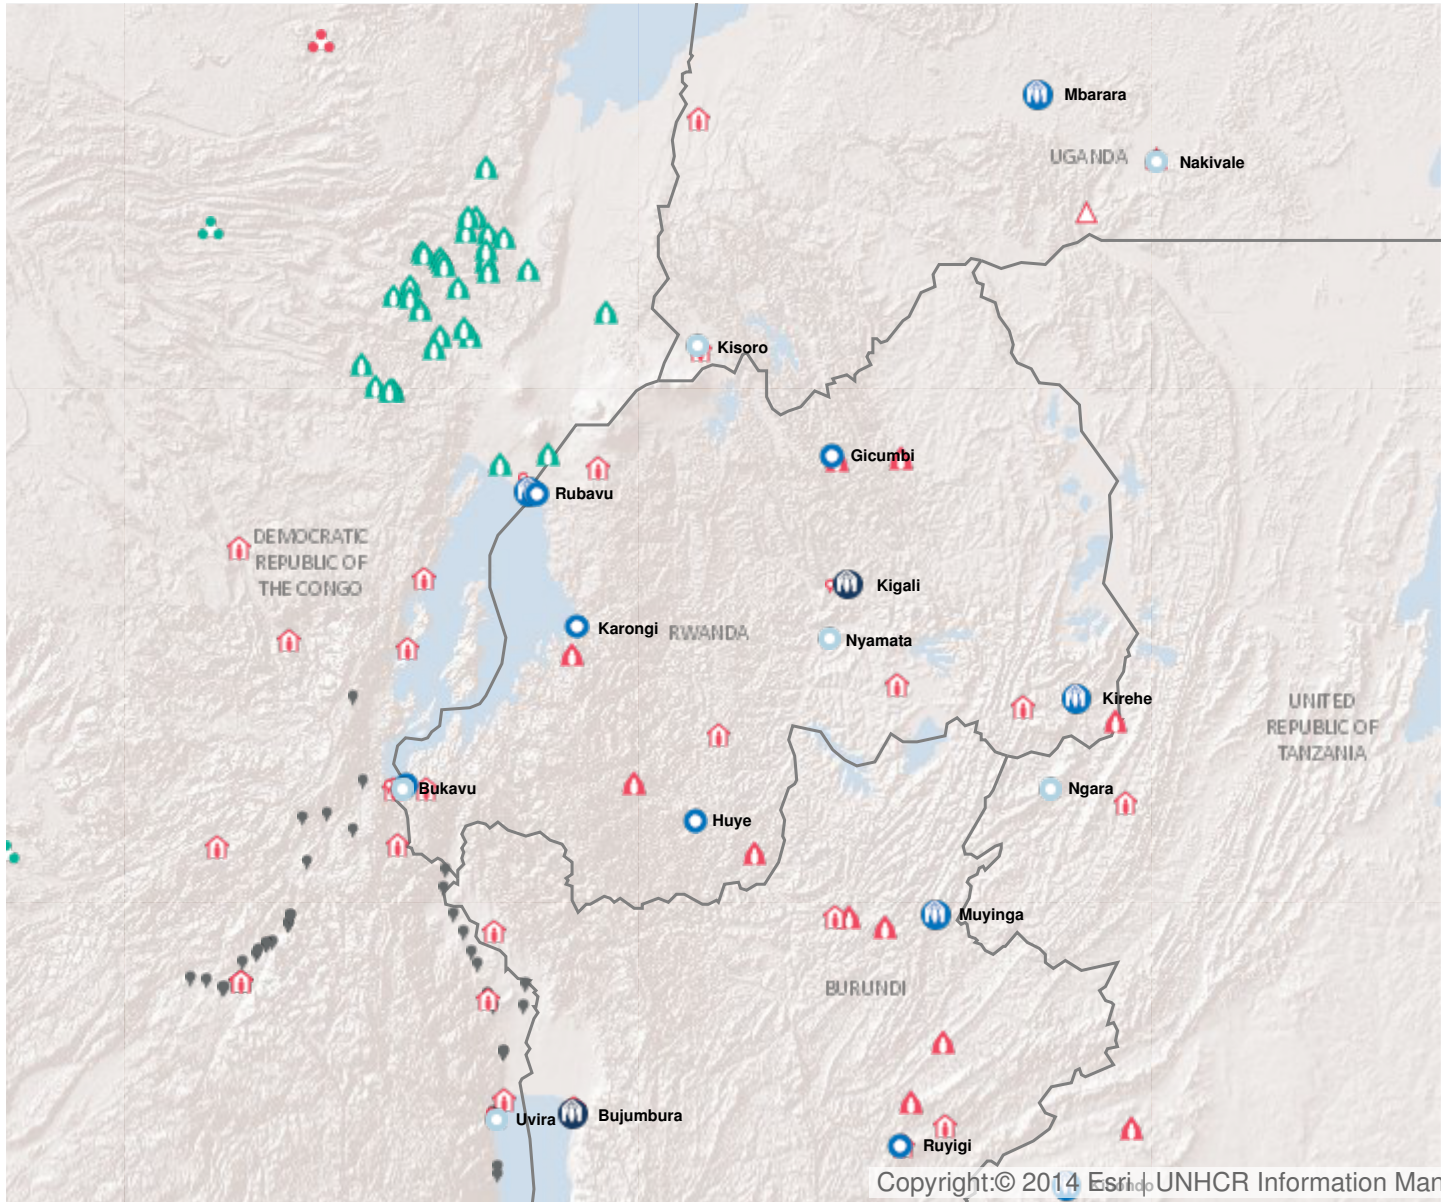 Mbarara
UGANDA
Nakivale
Kisoro
Gicumbi
Rubavu
DEMOCRATIC
REPUBLIC OF
THE CONGO
Kigali
Karongi
RWANDA
Nyamata
Kirehe
UNITED
REPUBLIC OF
TANZANIA
Bukavu
Ngara
Huye
Muyinga
BURUNDI
Uvira
Bujumbura
Ruyigi
Copyright:© 2014 Esri | UNHCR Information Man